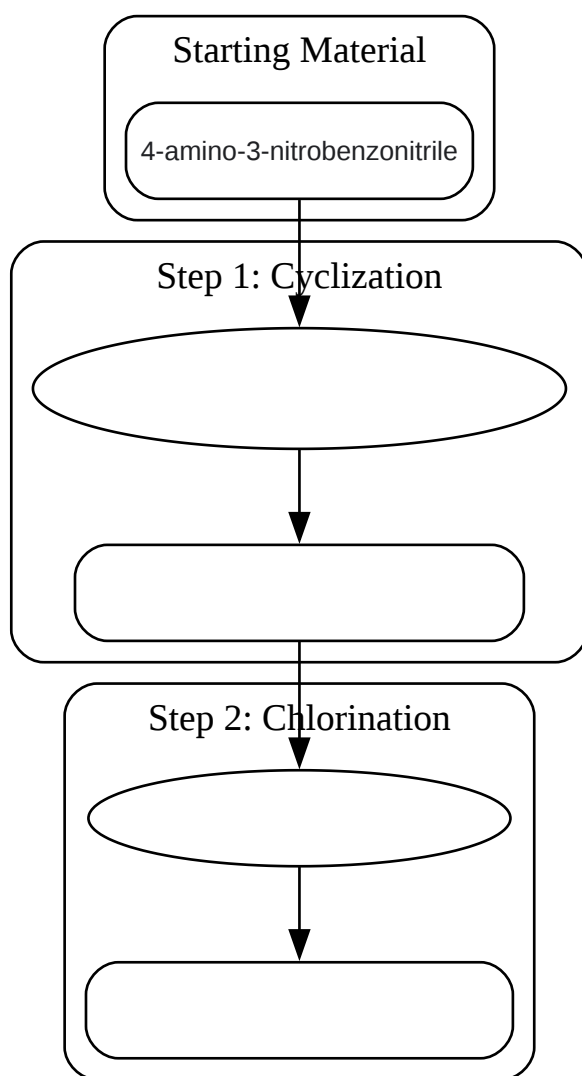 Starting Material
4-amino-3-nitrobenzonitrile
Step 1: Cyclization
Step 2: Chlorination